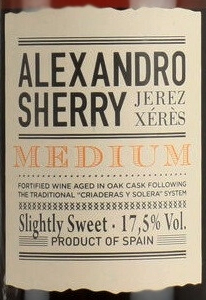 ALEXANDRO
SHERRY JEREZ
XÉRÈS
MEDIUM
FORTIFIED WINE AGED IN OAK CASK FOLLOWING
THE TRADITIONAL "CRIADERAS Y SOLERA" SYSTEM
Slightly Sweet · 17,5% Vol.
PRODUCT OF SPAIN